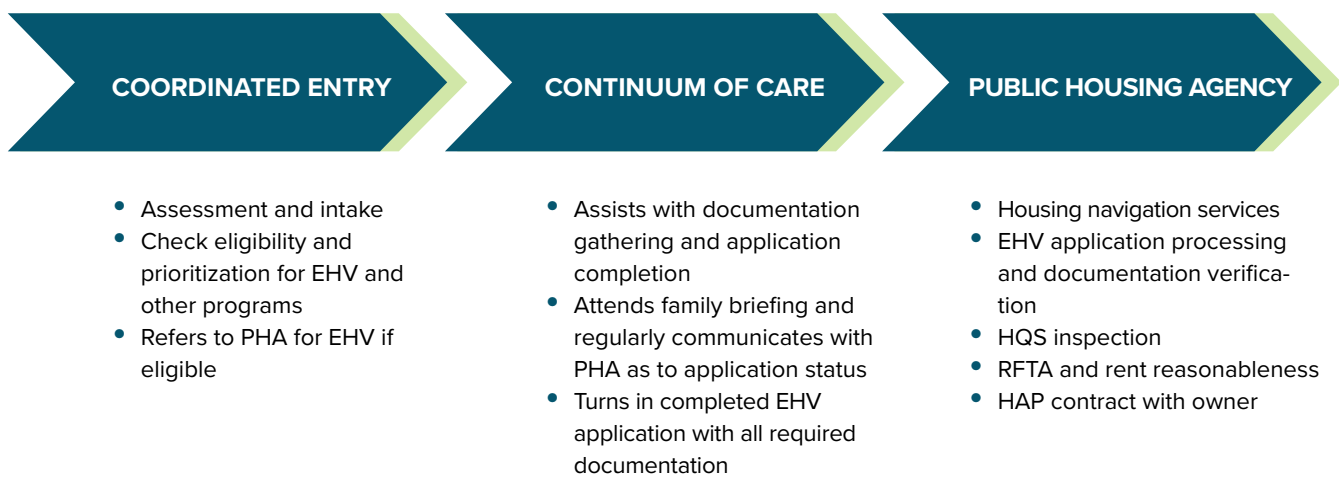 COORDINATED ENTRY
CONTINUUM OF CARE
PUBLIC HOUSING AGENCY
• Assessment and intake
• Check eligibility and
prioritization for EHV and
other programs
• Refers to PHA for EHV if
eligible
• Assists with documentation
gathering and application
completion
• Attends family briefing and
regularly communicates with
PHA as to application status
• Turns in completed EHV
application with all required
documentation
• Housing navigation services
• EHV application processing
and documentation verifica-
tion
• HQS inspection
• RFTA and rent reasonableness
• HAP contract with owner